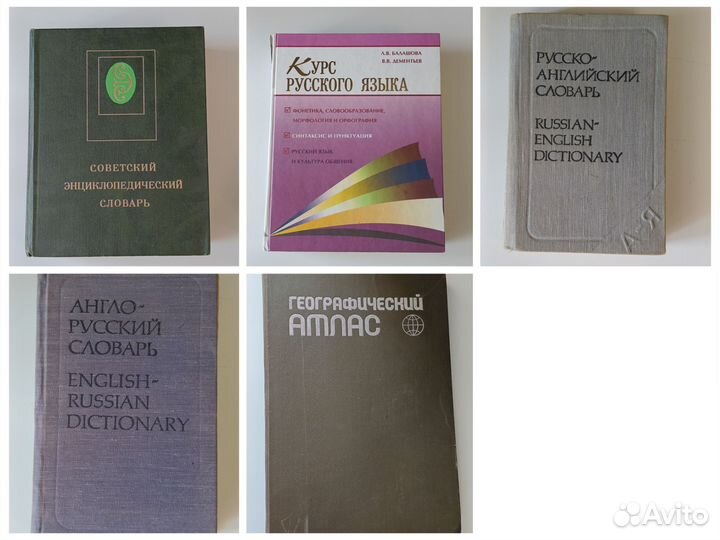 СОВЕТСКИЙ
ЭНЦИКЛОПЕДИЧЕСКИЙ
СЛОВАРЬ
Л.В. БАЛАШОВА
В.В. ДЕМЕНТЬЕВ
КУРС
РУССКОГО ЯЗЫКА
ФОНЕТИКА, СЛОВООБРАЗОВАНИЕ,
МОРФОЛОГИЯ И ОРФОГРАФИЯ
СИНТАКСИС И ПУНКТУАЦИЯ
РУССКИЙ ЯЗЫК
И КУЛЬТУРА ОБЩЕНИЯ
РУССКО-
АНГЛИЙСКИЙ
СЛОВАРЬ
RUSSIAN-
ENGLISH
DICTIONARY
А-Я
АНГЛО-
РУССКИЙ
СЛОВАРЬ
ENGLISH-
RUSSIAN
DICTIONARY
ГЕОГРАФИЧЕСКИЙ
АТЛАС
Avito